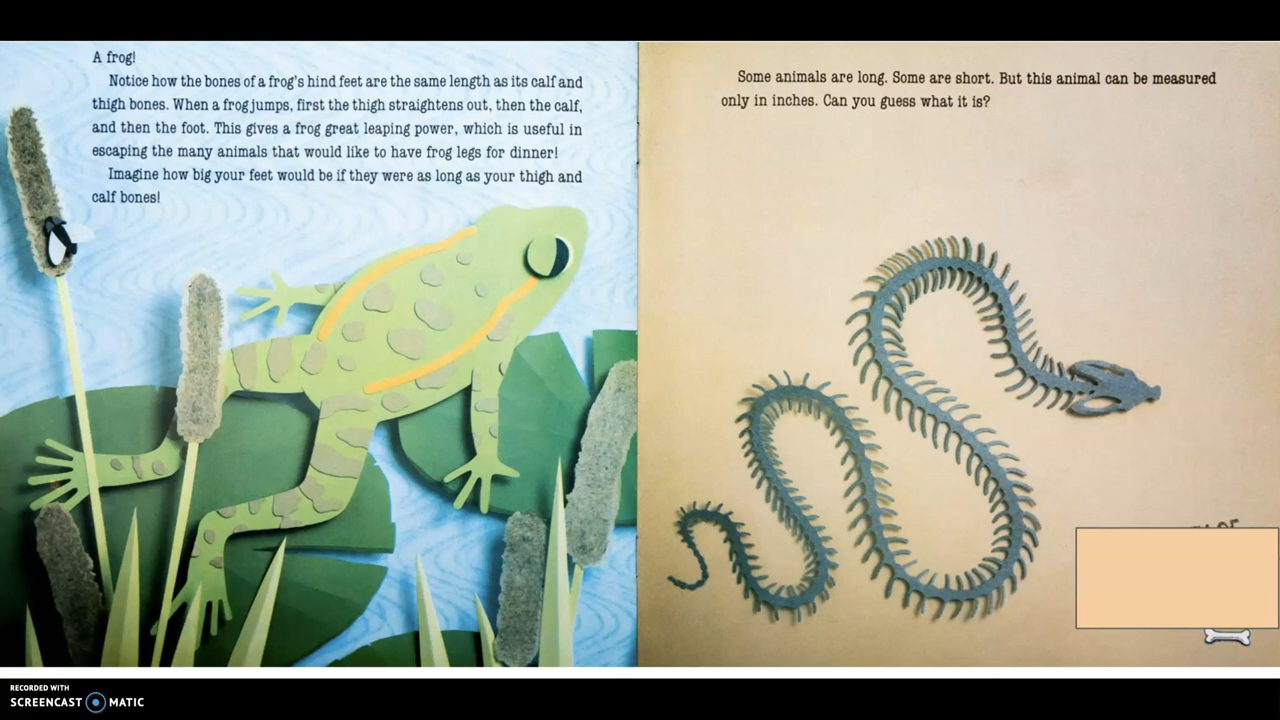 A frog!
Notice how the bones of a frog's hind feet are the same length as its calf and
thigh bones. When a frog jumps, first the thigh straightens out, then the calf,
and then the foot. This gives a frog great leaping power, which is useful in
escaping the many animals that would like to have frog legs for dinner!
Imagine how big your feet would be if they were as long as your thigh and
calf bones!
Some animals are long. Some are short. But this animal can be measured
only in inches. Can you guess what it is?
RECORDED WITH
SCREENCAST MATIC